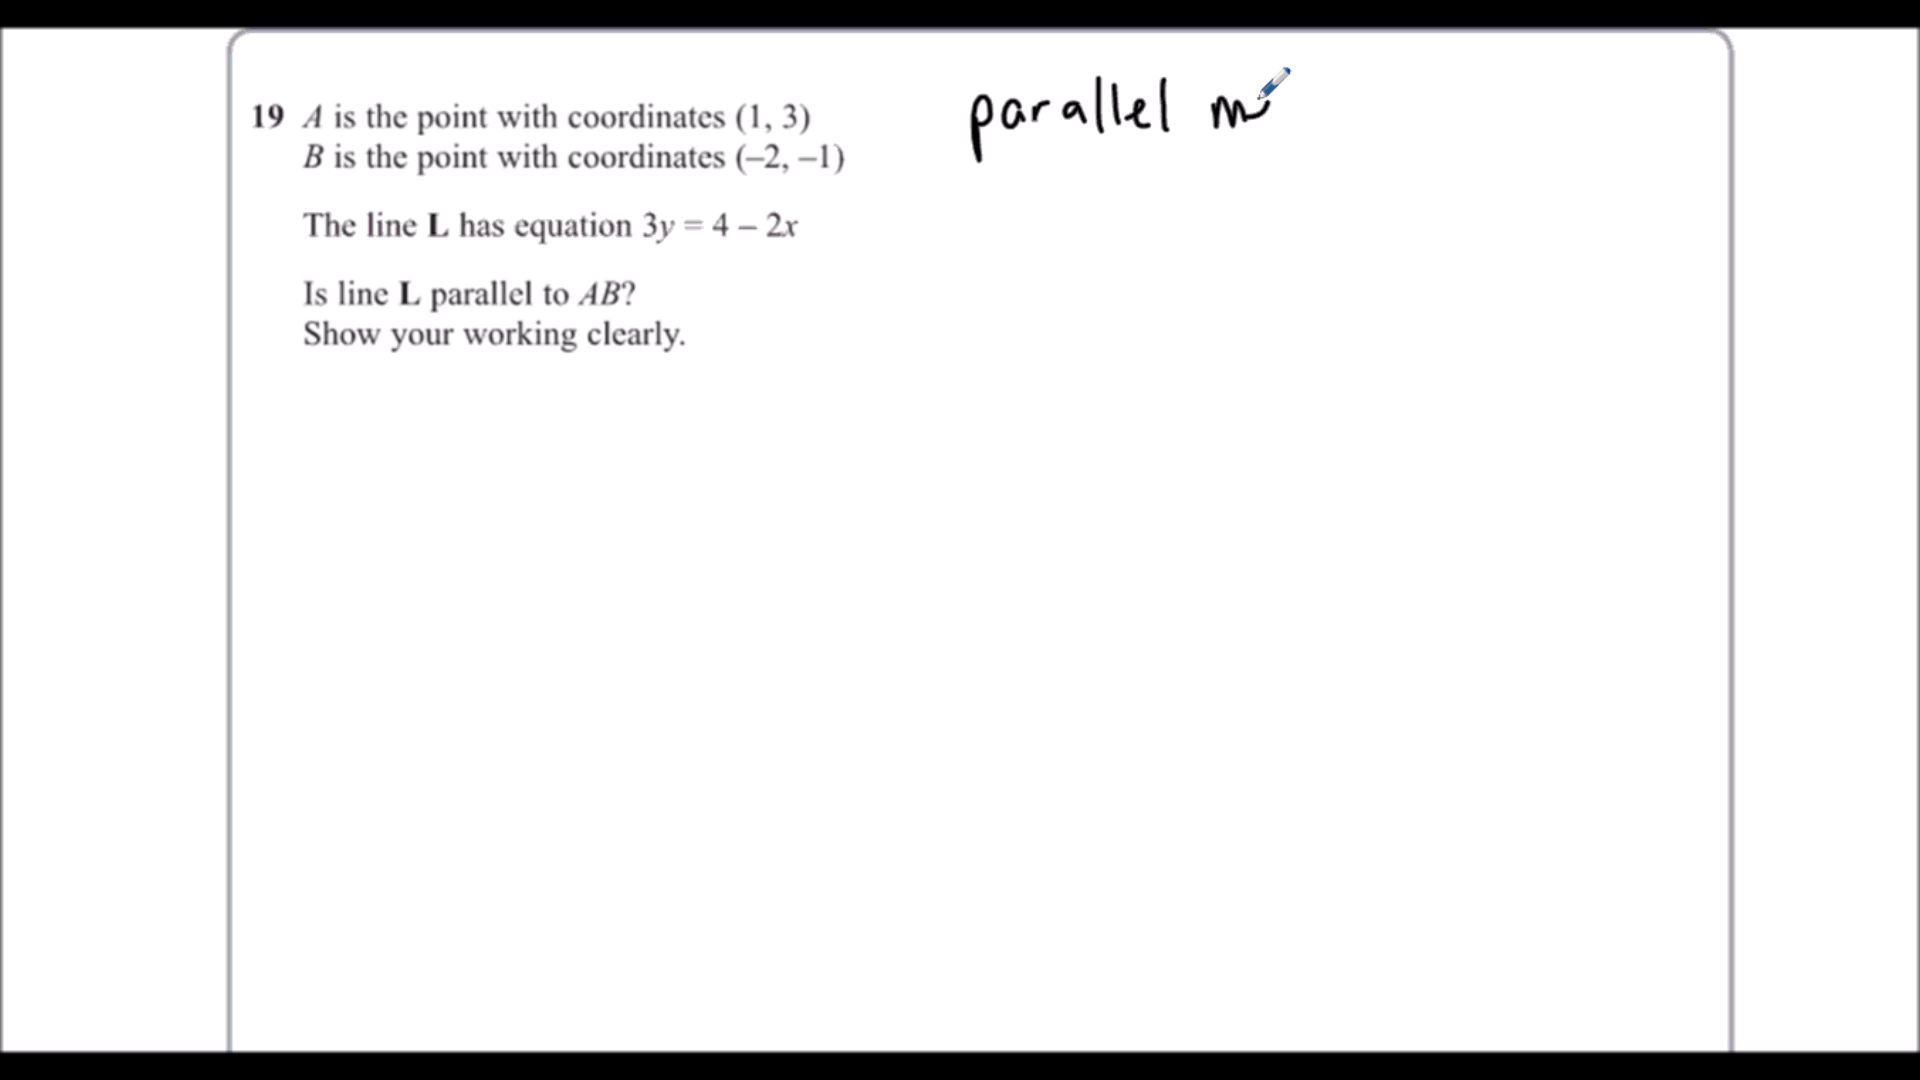 19 A is the point with coordinates (1, 3)
parallel m
B is the point with coordinates (–2, –1)
The line L has equation 3y = 4 – 2x
Is line L parallel to AB?
Show your working clearly.